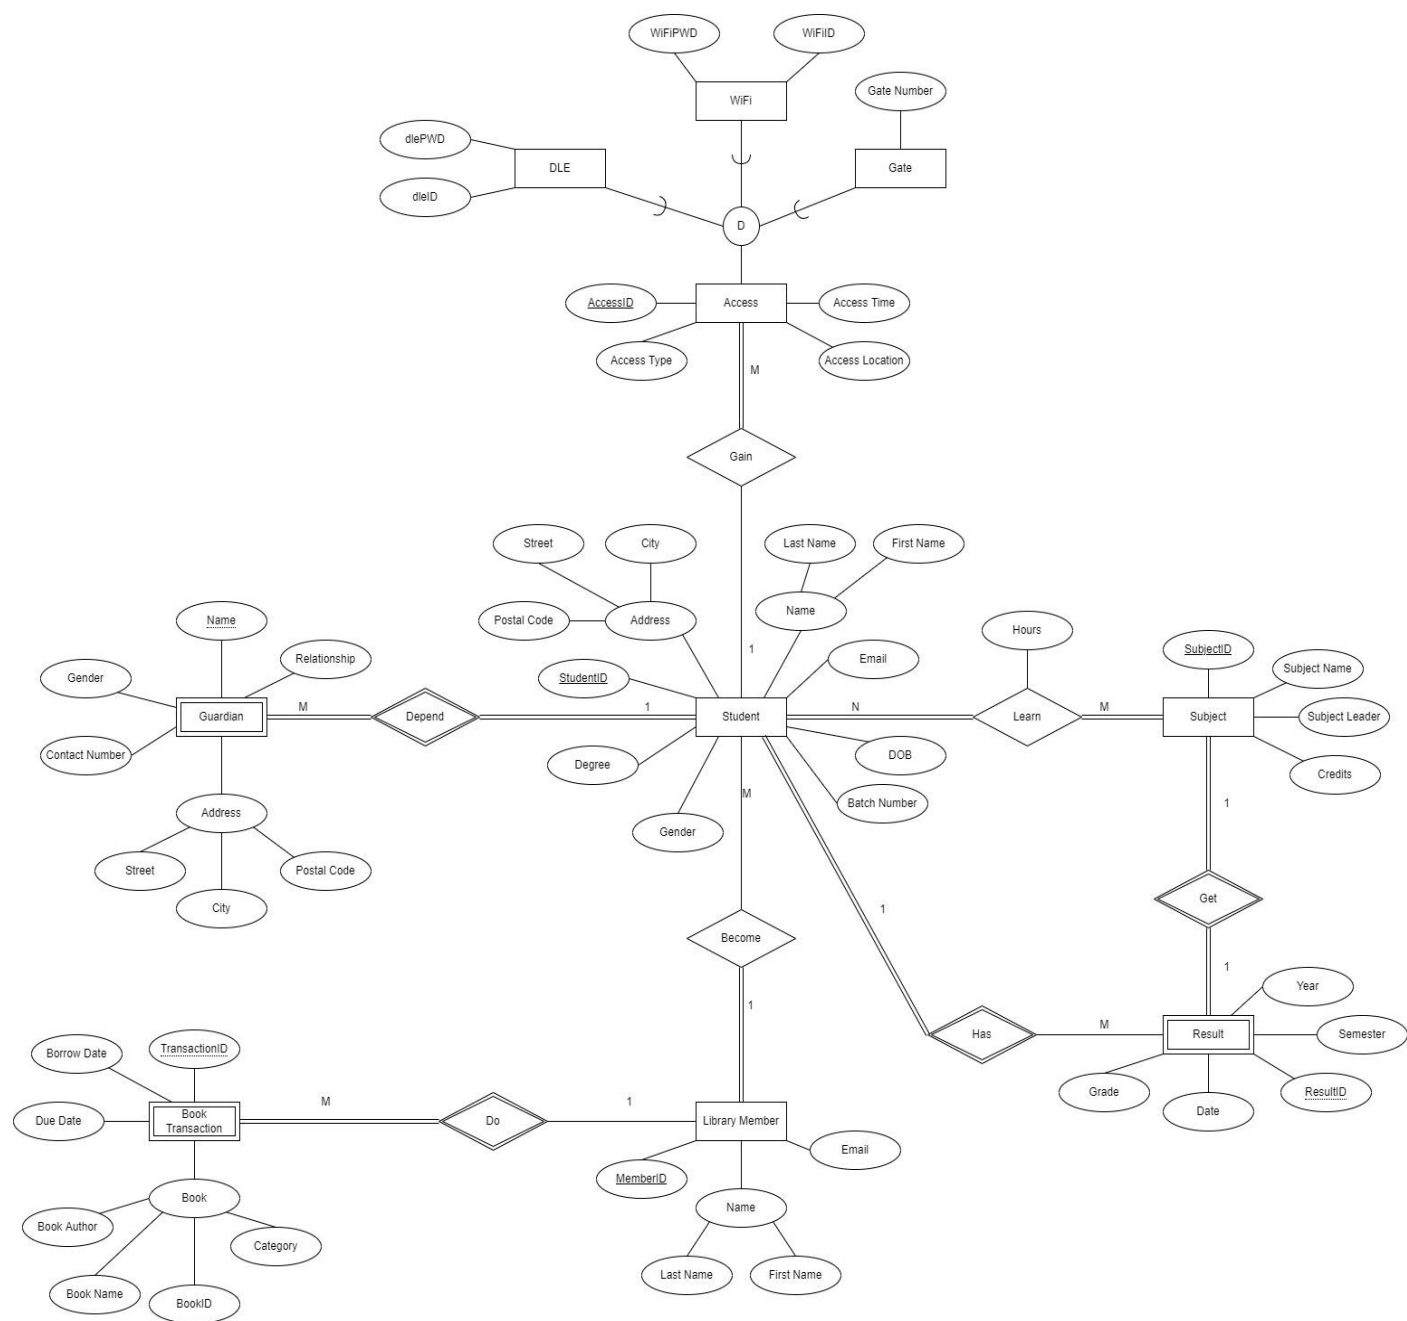 WiFiPWD
WiFiID
WiFi
Gate Number
dlePWD
DLE
Gate
dleID
D
AccessID
Access
Access Time
Access Type
Access Location
M
Gain
Street
City
Last Name
First Name
Postal Code
Address
Name
Name
Hours
1
SubjectID
Relationship
Email
Subject Name
Gender
StudentID
Guardian
M
Depend
1
Student
N
Learn
M
Subject
Subject Leader
Contact Number
Degree
DOB
Credits
M
Batch Number
1
Address
Gender
Street
Postal Code
City
1
Get
Become
1
1
Year
Has
M
Result
Semester
TransactionID
Borrow Date
Grade
ResultID
Date
Due Date
Book
Transaction
M
Do
1
Library Member
Email
MemberID
Book
Name
Book Author
Category
Last Name
First Name
Book Name
BookID